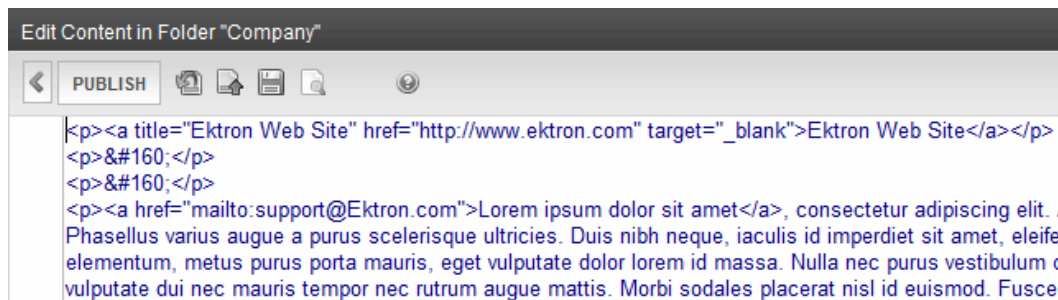 Edit Content in Folder "Company"
PUBLISH
<p><a title="Ektron Web Site" href="http://www.ektron.com" target="_blank">Ektron Web Site</a></p>
<p>&#160;</p>
<p>&#160;</p>
<p><a href="mailto:support@Ektron.com">Lorem ipsum dolor sit amet</a>, consectetur adipiscing elit.
Phasellus varius augue a purus scelerisque ultricies. Duis nibh neque, iaculis id imperdiet sit amet,
elementum, metus purus porta mauris, eget vulputate dolor lorem id massa. Nulla nec purus vestibulum
vulputate dui nec mauris tempor nec rutrum augue mattis. Morbi sodales placerat nisl id euismod. Fusce